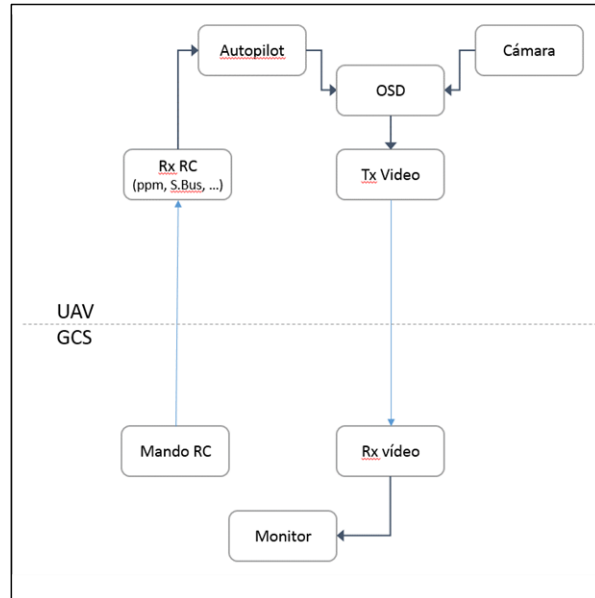 Autopilot
Cámara
OSD
Rx RC
(ppm, S.Bus, ...)
Tx Video
UAV
GCS
Mando RC
Rx vídeo
Monitor